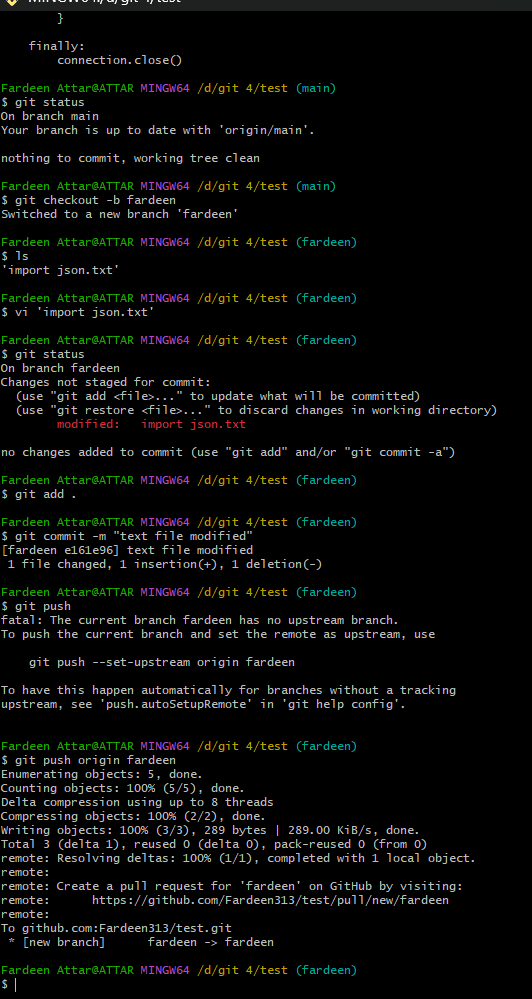 MINGW64:/d/git 4/test
        }
    finally:
        connection.close()
Fardeen Attar@ATTAR MINGW64 /d/git 4/test (main)
$ git status
On branch main
Your branch is up to date with 'origin/main'.
nothing to commit, working tree clean
Fardeen Attar@ATTAR MINGW64 /d/git 4/test (main)
$ git checkout -b fardeen
Switched to a new branch 'fardeen'
Fardeen Attar@ATTAR MINGW64 /d/git 4/test (fardeen)
$ ls
'import json.txt'
Fardeen Attar@ATTAR MINGW64 /d/git 4/test (fardeen)
$ vi 'import json.txt'
Fardeen Attar@ATTAR MINGW64 /d/git 4/test (fardeen)
$ git status
On branch fardeen
Changes not staged for commit:
  (use "git add <file>..." to update what will be committed)
  (use "git restore <file>..." to discard changes in working directory)
        modified:   import json.txt
no changes added to commit (use "git add" and/or "git commit -a")
Fardeen Attar@ATTAR MINGW64 /d/git 4/test (fardeen)
$ git add .
Fardeen Attar@ATTAR MINGW64 /d/git 4/test (fardeen)
$ git commit -m "text file modified"
[fardeen e161e96] text file modified
 1 file changed, 1 insertion(+), 1 deletion(-)
Fardeen Attar@ATTAR MINGW64 /d/git 4/test (fardeen)
$ git push
fatal: The current branch fardeen has no upstream branch.
To push the current branch and set the remote as upstream, use
    git push --set-upstream origin fardeen
To have this happen automatically for branches without a tracking
upstream, see 'push.autoSetupRemote' in 'git help config'.
Fardeen Attar@ATTAR MINGW64 /d/git 4/test (fardeen)
$ git push origin fardeen
Enumerating objects: 5, done.
Counting objects: 100% (5/5), done.
Delta compression using up to 8 threads
Compressing objects: 100% (2/2), done.
Writing objects: 100% (3/3), 289 bytes | 289.00 KiB/s, done.
Total 3 (delta 1), reused 0 (delta 0), pack-reused 0 (from 0)
remote: Resolving deltas: 100% (1/1), completed with 1 local object.
remote:
remote: Create a pull request for 'fardeen' on GitHub by visiting:
remote:      https://github.com/Fardeen313/test/pull/new/fardeen
remote:
To github.com:Fardeen313/test.git
 * [new branch]      fardeen -> fardeen
Fardeen Attar@ATTAR MINGW64 /d/git 4/test (fardeen)
$